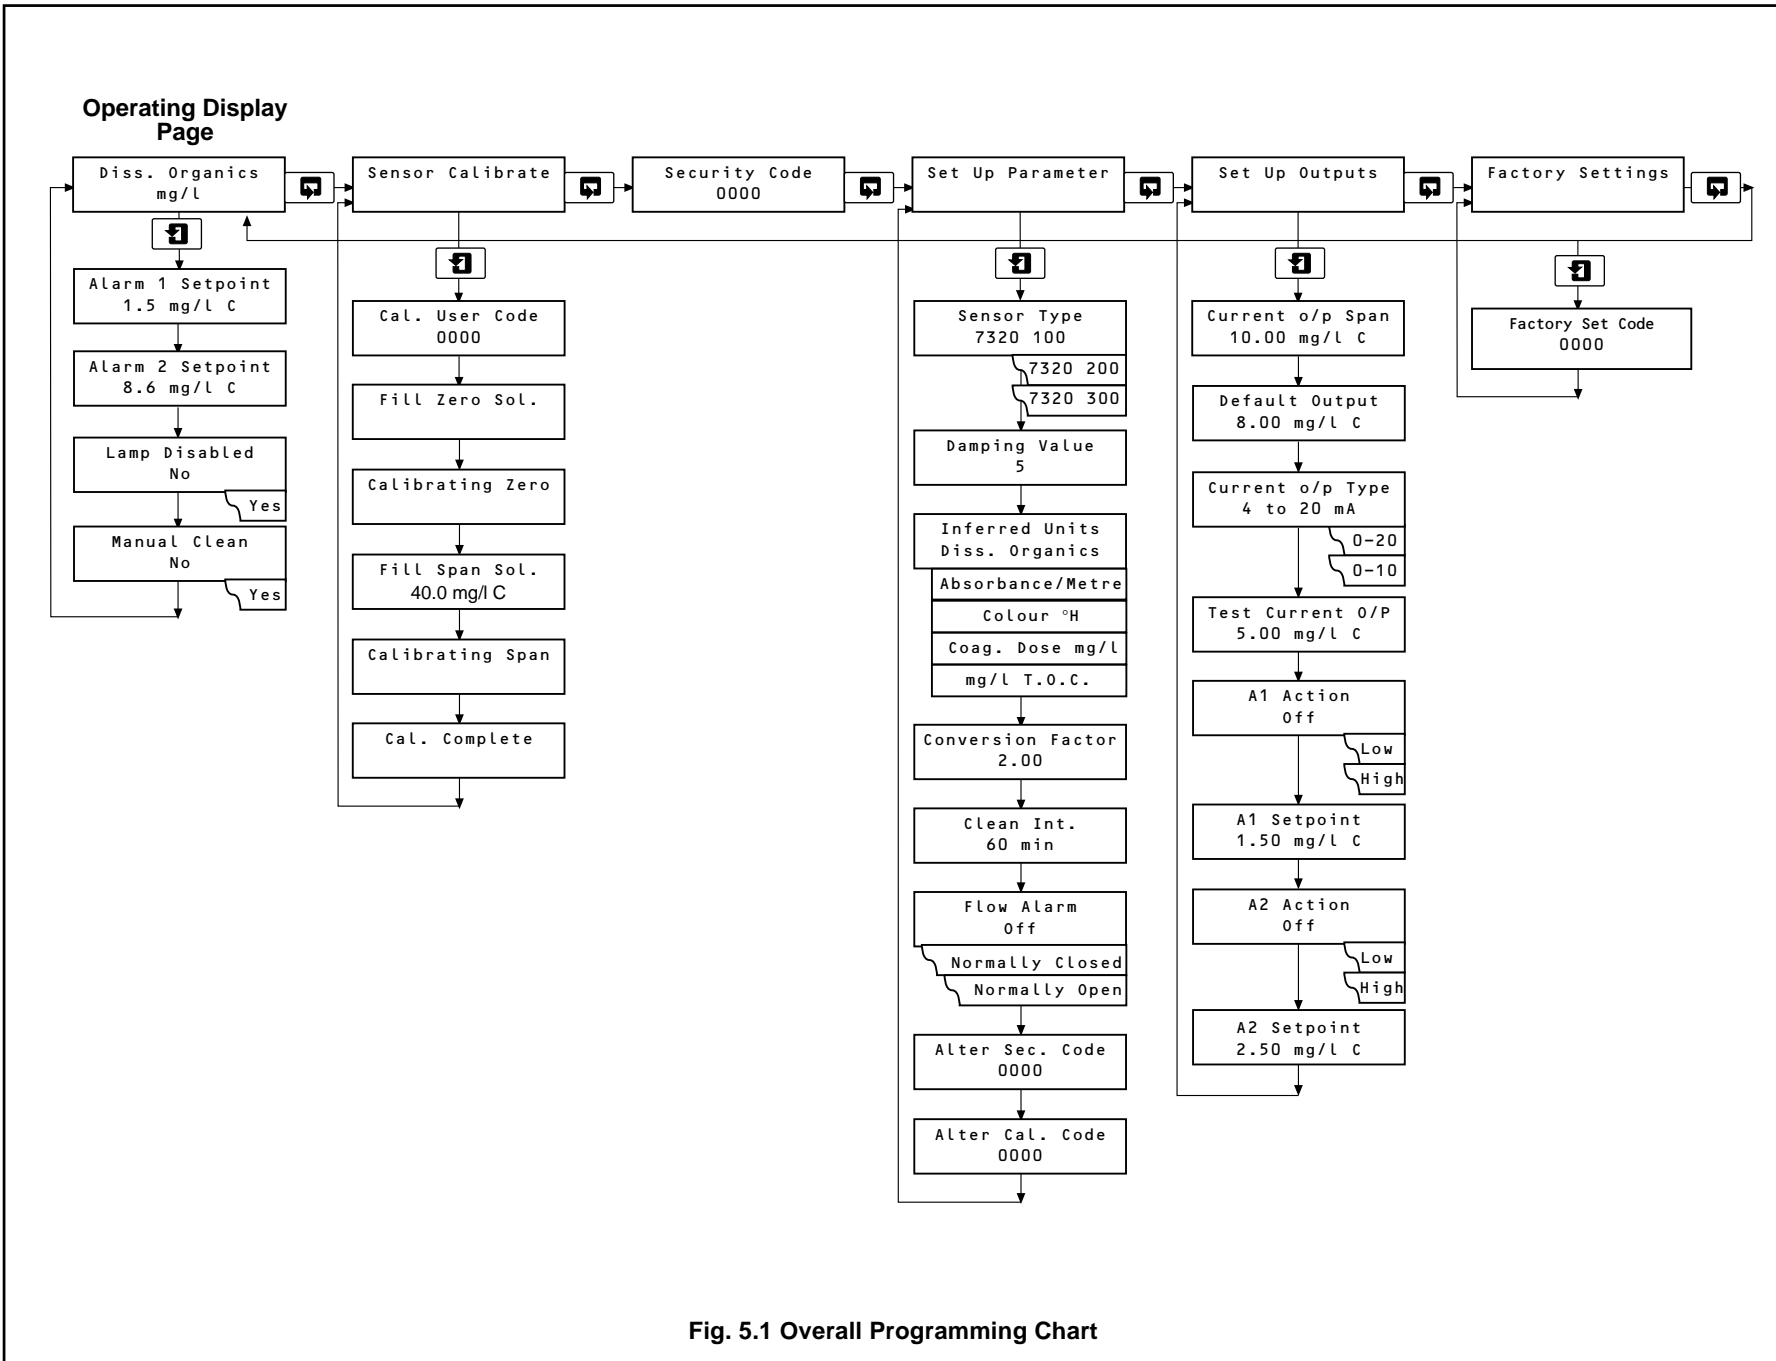 Operating Display
Page
Diss. Organics
mg/l
Alarm 1 Setpoint
1.5 mg/l C
Alarm 2 Setpoint
8.6 mg/l C
Lamp Disabled
No
Yes
Manual Clean
No
Yes
Sensor Calibrate
Cal. User Code
0000
Fill Zero Sol.
Calibrating Zero
Fill Span Sol.
40.0 mg/l C
Calibrating Span
Cal. Complete
Security Code
0000
Set Up Parameter
Sensor Type
7320 100
7320 200
7320 300
Damping Value
5
Inferred Units
Diss. Organics
Absorbance/Metre
Colour °H
Coag. Dose mg/l
mg/l T.O.C.
Conversion Factor
2.00
Clean Int.
60 min
Flow Alarm
Off
Normally Closed
Normally Open
Alter Sec. Code
0000
Alter Cal. Code
0000
Set Up Outputs
Current o/p Span
10.00 mg/l C
Default Output
8.00 mg/l C
Current o/p Type
4 to 20 mA
0–20
0–10
Test Current O/P
5.00 mg/l C
A1 Action
Off
Low
High
A1 Setpoint
1.50 mg/l C
A2 Action
Off
Low
High
A2 Setpoint
2.50 mg/l C
Factory Settings
Factory Set Code
0000
Fig. 5.1 Overall Programming Chart